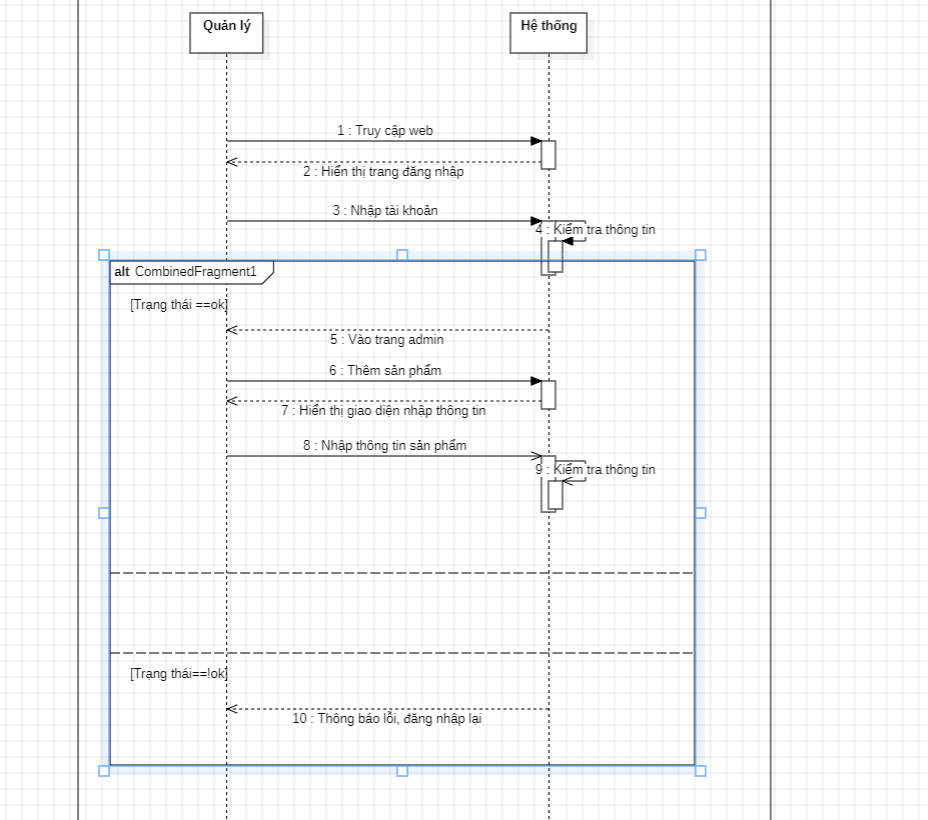 Quản lý
Hệ thống
1 : Truy cập web
2 : Hiển thị trang đăng nhập
3 : Nhập tài khoản
4 : Kiểm tra thông tin
alt CombinedFragment1
[Trạng thái ==ok]
5 : Vào trang admin
6 : Thêm sản phẩm
7 : Hiển thị giao diện nhập thông tin
8 : Nhập thông tin sản phẩm
9 : Kiểm tra thông tin
[Trạng thái==!ok]
10 : Thông báo lỗi, đăng nhập lại